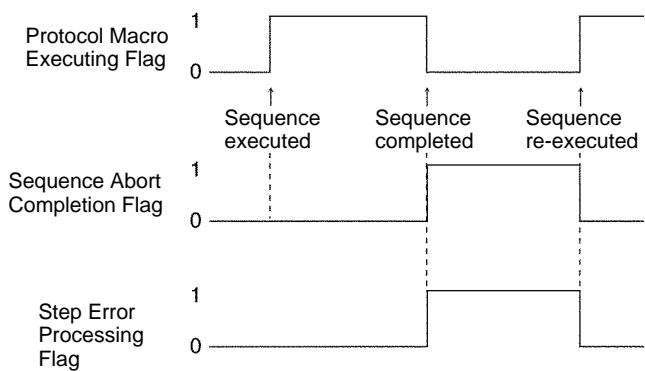 1
Protocol Macro
Executing Flag
0
Sequence
executed
Sequence
completed
Sequence
re-executed
1
Sequence Abort
Completion Flag
0
1
Step Error
Processing
Flag
0